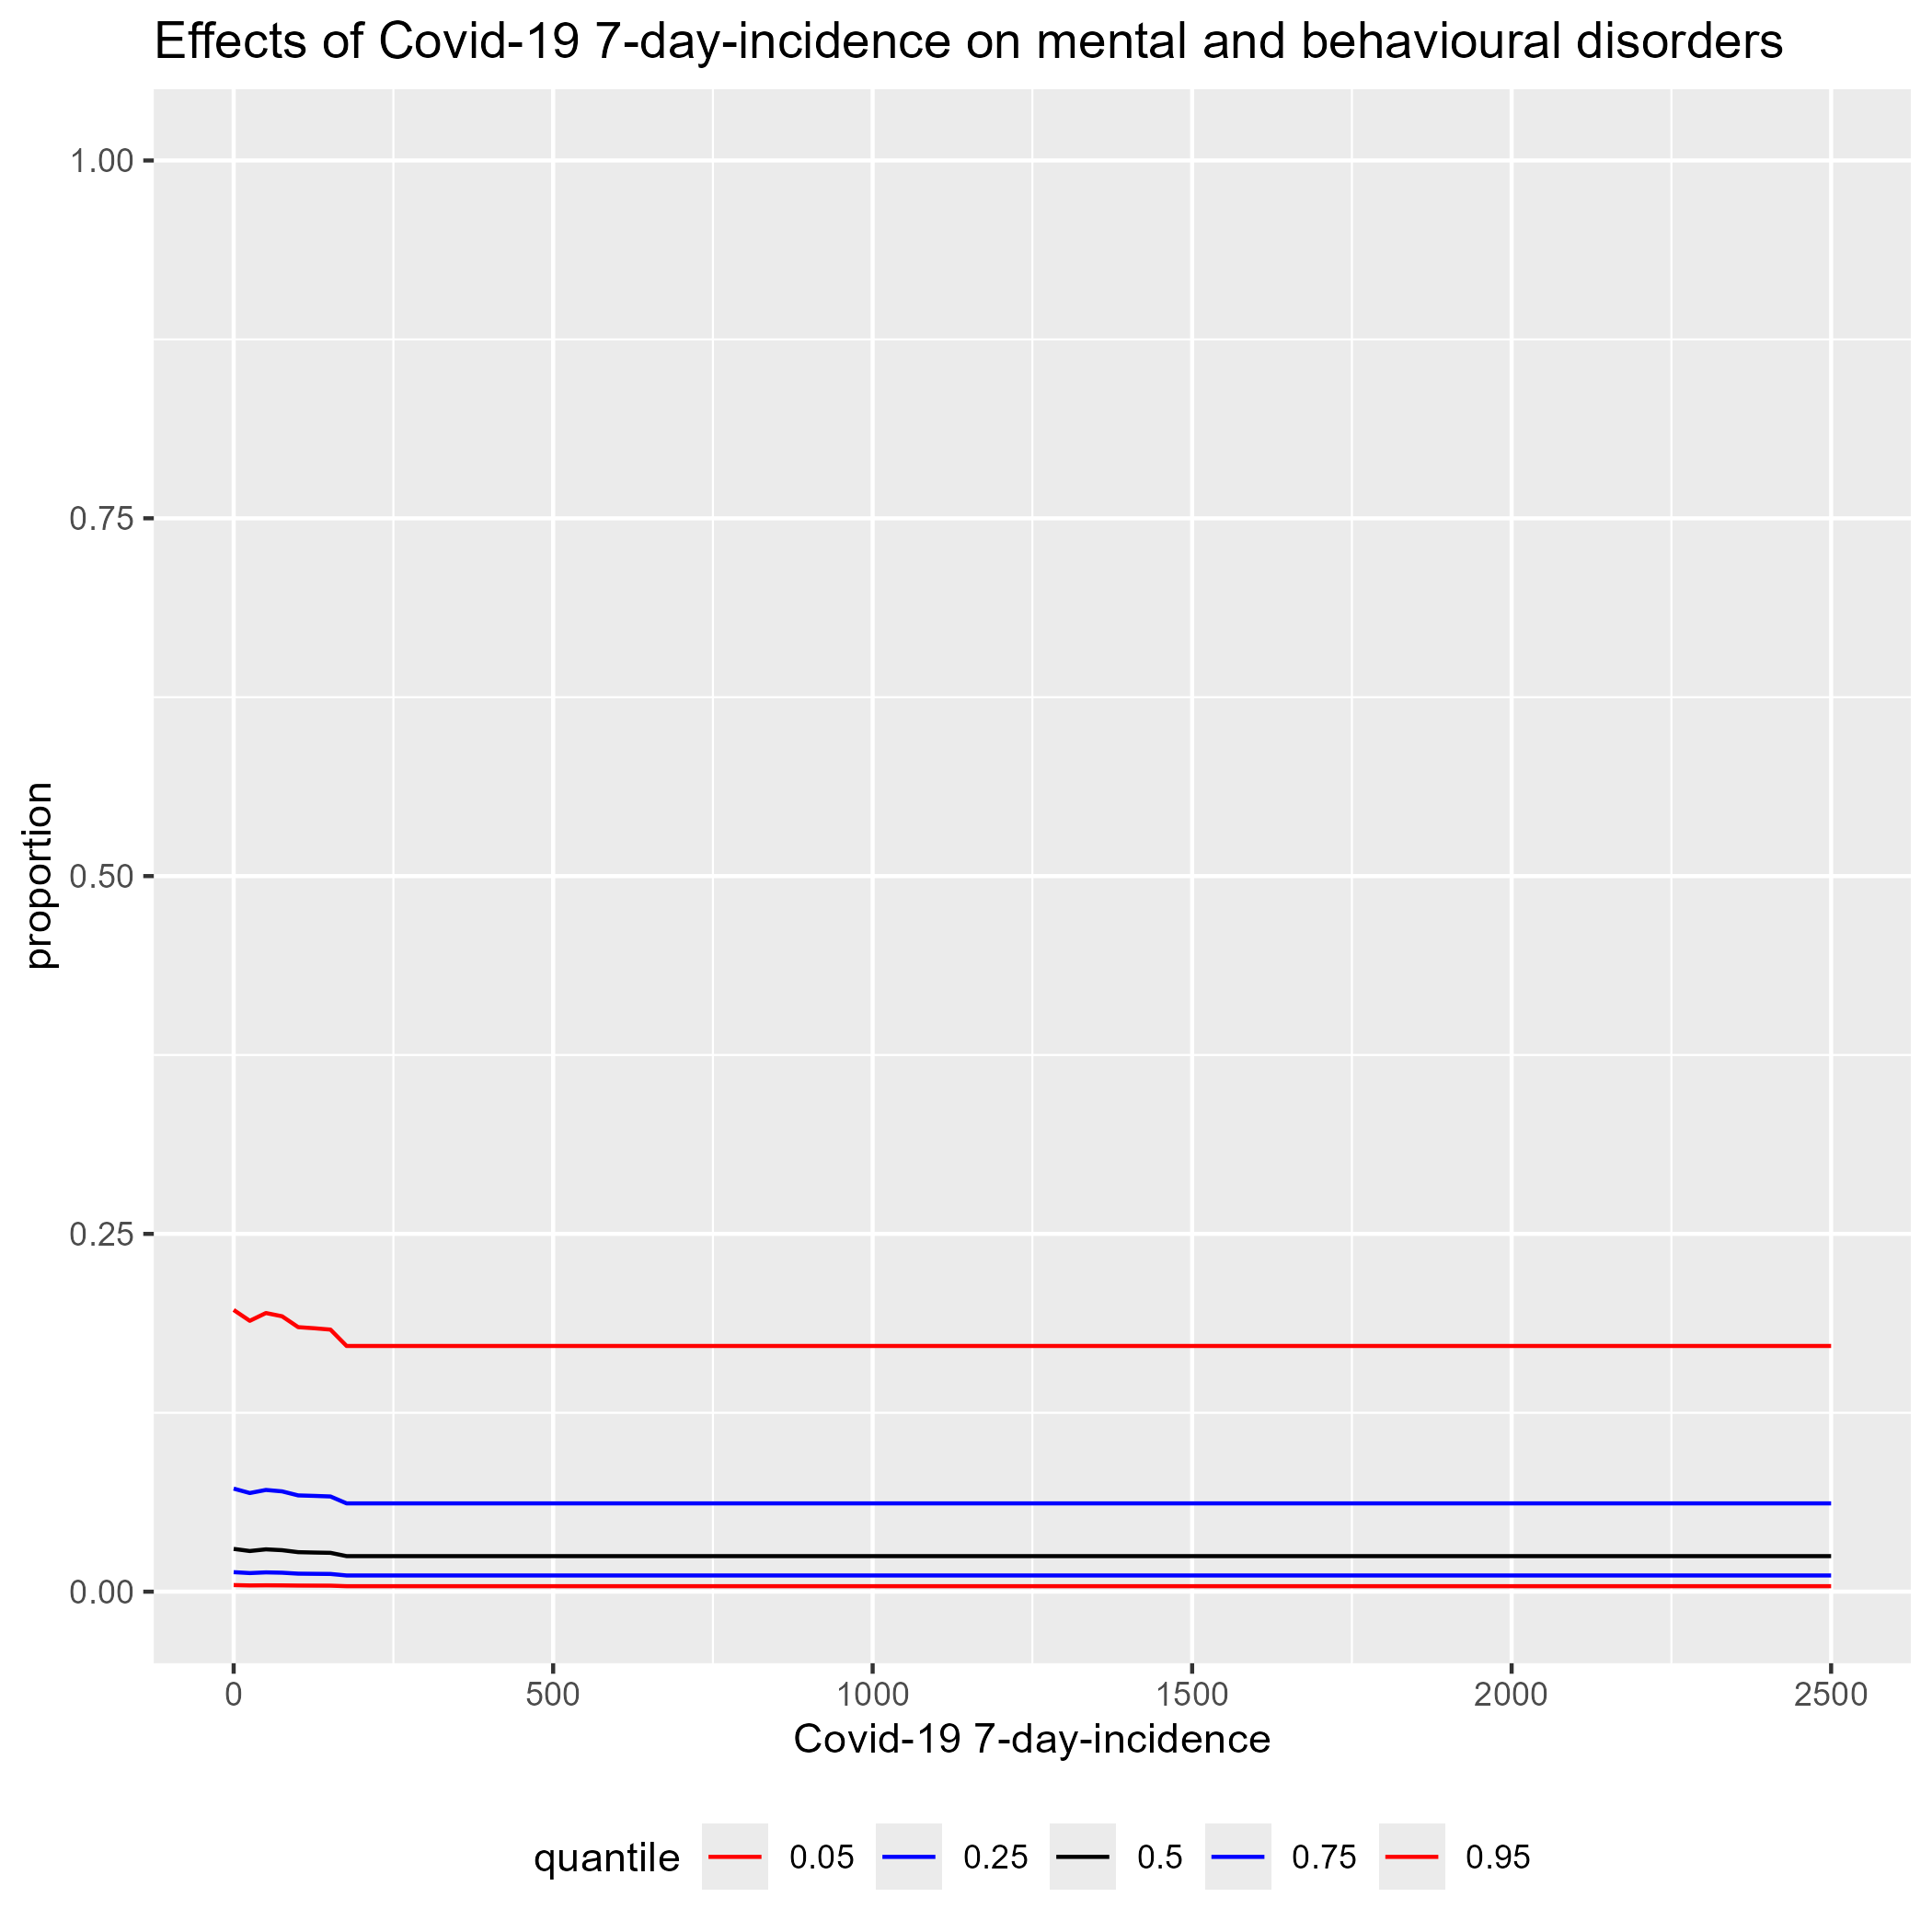 Effects of Covid-19 7-day-incidence on mental and behavioural disorders
1.00
0.75
0.50
0.25
0.00
proportion
0 500 1000 1500 2000 2500
Covid-19 7-day-incidence
quantile 0.05 0.25 0.5 0.75 0.95